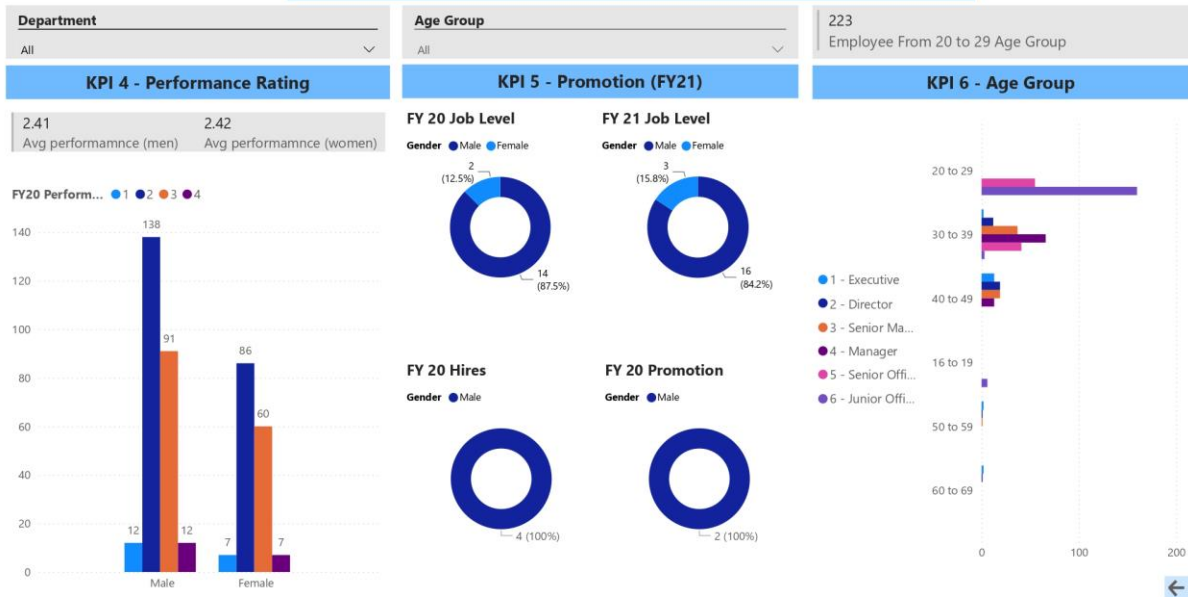 Department
All
Age Group
All
223
Employee From 20 to 29 Age Group
KPI 4 - Performance Rating
KPI 5 - Promotion (FY21)
KPI 6 - Age Group
2.41
Avg performamnce (men)
2.42
Avg performamnce (women)
FY20 Perform... 1 2 3 4
140
120
100
80
60
40
20
0
138
91
12
12
86
60
7
7
Male
Female
FY 20 Job Level
Gender Male Female
2
(12.5%)
14
(87.5%)
FY 21 Job Level
Gender Male Female
3
(15.8%)
16
(84.2%)
FY 20 Hires
Gender Male
4 (100%)
FY 20 Promotion
Gender Male
2 (100%)
1 - Executive
2 - Director
3 - Senior Ma...
4 - Manager
5 - Senior Offi...
6 - Junior Offi...
20 to 29
30 to 39
40 to 49
16 to 19
50 to 59
60 to 69
0
100
200